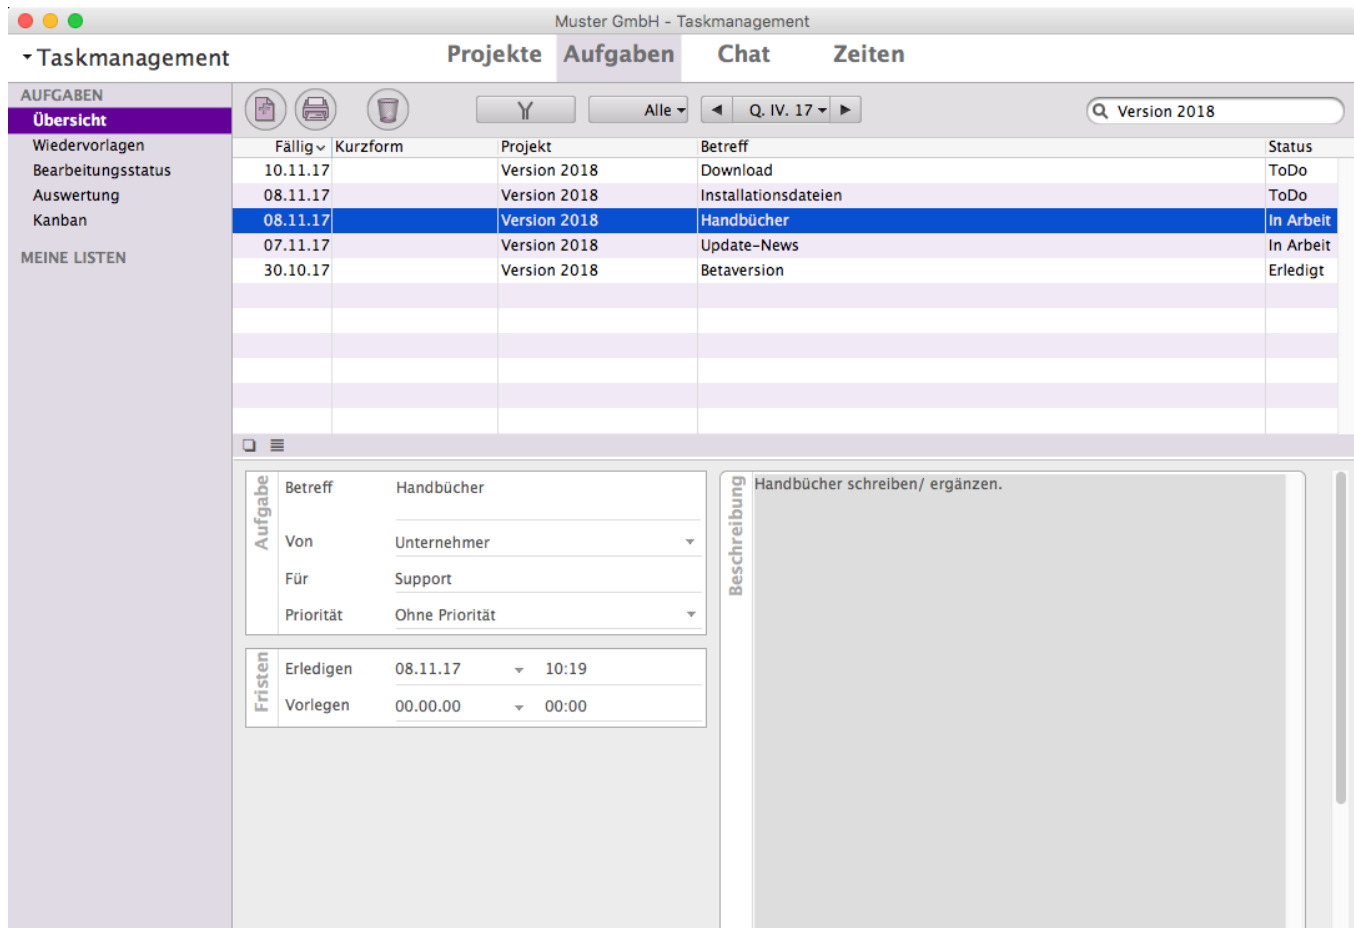 Muster GmbH - Taskmanagement
Taskmanagement Projekte Aufgaben Chat Zeiten
AUFGABEN
Übersicht
Wiedervorlagen
Bearbeitungsstatus
Auswertung
Kanban
MEINE LISTEN
Alle Q. IV. 17 Version 2018
Fällig Kurzform Projekt Betreff Status
10.11.17 Version 2018 Download ToDo
08.11.17 Version 2018 Installationsdateien ToDo
08.11.17 Version 2018 Handbücher In Arbeit
07.11.17 Version 2018 Update-News In Arbeit
30.10.17 Version 2018 Betaversion Erledigt
Aufgabe
Betreff Handbücher
Von Unternehmer
Für Support
Priorität Ohne Priorität
Fristen
Erledigen 08.11.17 10:19
Vorlegen 00.00.00 00:00
Beschreibung
Handbücher schreiben/ ergänzen.